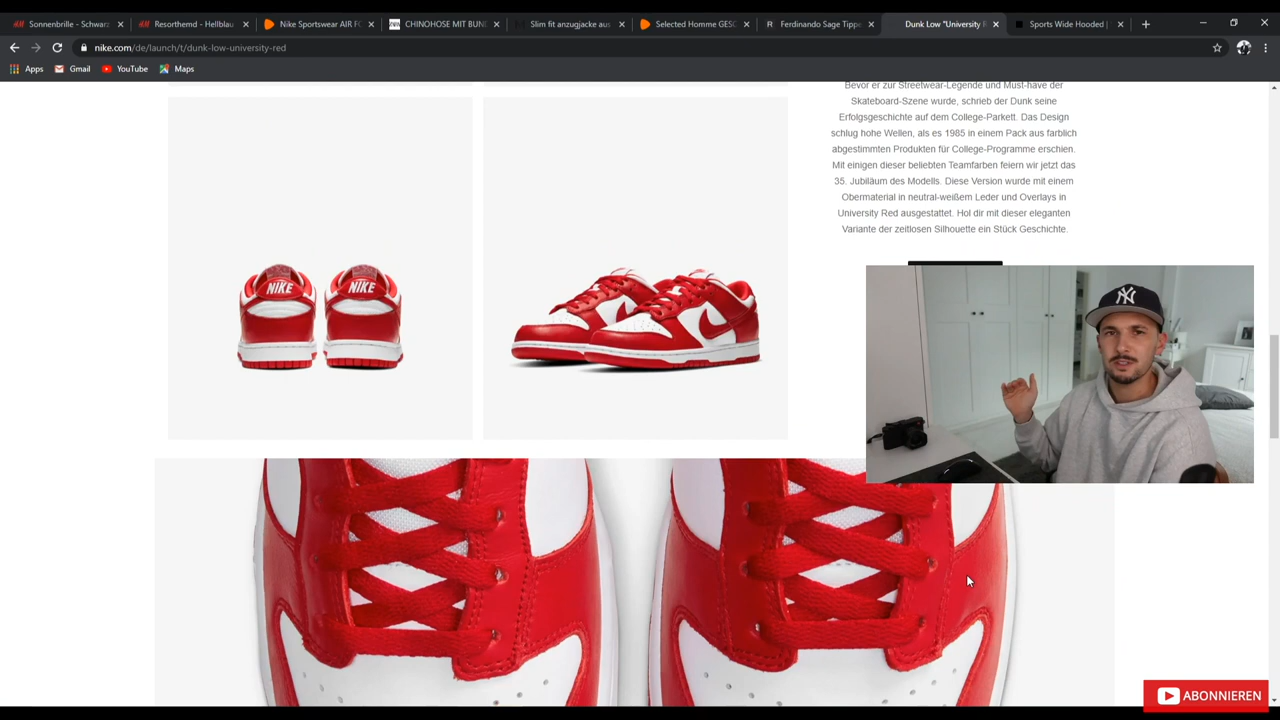 Sonnenbrille - Schwarz
Resorthemd - Hellblau
Nike Sportswear AIR FO
ZARA
CHINOHOSE MIT BUN
Slim fit anzugjacke aus
Selected Homme GESC
R
Ferdinando Sage Tippe
Dunk Low "University R
Sports Wide Hooded |
nike.com/de/launch/t/dunk-low-university-red
Apps
Gmail
YouTube
Maps
Bevor er zur Streetwear-Legende und Must-have der
Skateboard-Szene wurde, schrieb der Dunk seine
Erfolgsgeschichte auf dem College-Parkett. Das Design
schlug hohe Wellen, als es 1985 in einem Pack aus farblich
abgestimmten Produkten für College-Programme erschien.
Mit einigen dieser beliebten Teamfarben feiern wir jetzt das
35. Jubiläum des Modells. Diese Version wurde mit einem
Obermaterial in neutral-weißem Leder und Overlays in
University Red ausgestattet. Hol dir mit dieser eleganten
Variante der zeitlosen Silhouette ein Stück Geschichte.
NIKE
NIKE
NY
ABONNIEREN